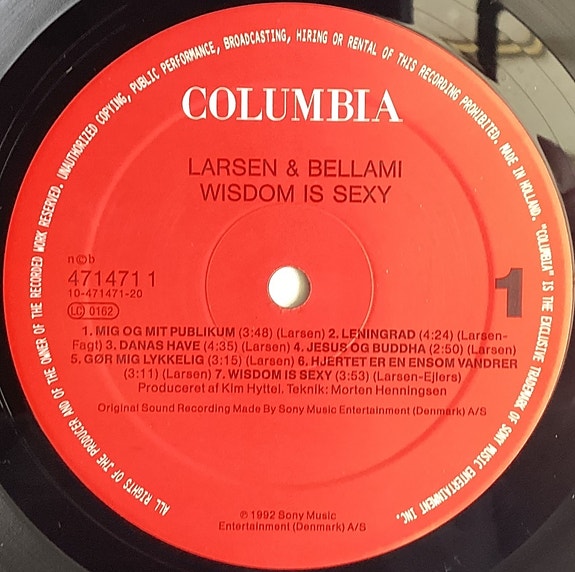 ALL RIGHTS OF THE PRODUCER AND OF THE OWNER OF THE RECORDED WORK RESERVED. UNAUTHORIZED COPYING, PUBLIC PERFORMANCE, BROADCASTING, HIRING OR RENTAL OF THIS RECORDING PROHIBITED. MADE IN HOLLAND. "COLUMBIA" IS THE EXCLUSIVE TRADEMARK OF SONY MUSIC ENTERTAINMENT INC.
COLUMBIA
LARSEN & BELLAMI
WISDOM IS SEXY
n©b
471471 1
10-471471-20
LC 0162
1
1. MIG OG MIT PUBLIKUM (3:48) (Larsen) 2. LENINGRAD (4:24) (Larsen-
Fagt) 3. DANAS HAVE (4:35) (Larsen) 4. JESUS OG BUDDHA (2:50) (Larsen)
5. GØR MIG LYKKELIG (3:15) (Larsen) 6. HJERTET ER EN ENSOM VANDRER
(3:11) (Larsen) 7. WISDOM IS SEXY (3:53) (Larsen-Ejlers)
Produceret af Kim Hyttel. Teknik: Morten Henningsen
Original Sound Recording Made By Sony Music Entertainment (Denmark) A/S
℗ 1992 Sony Music
Entertainment (Denmark) A/S